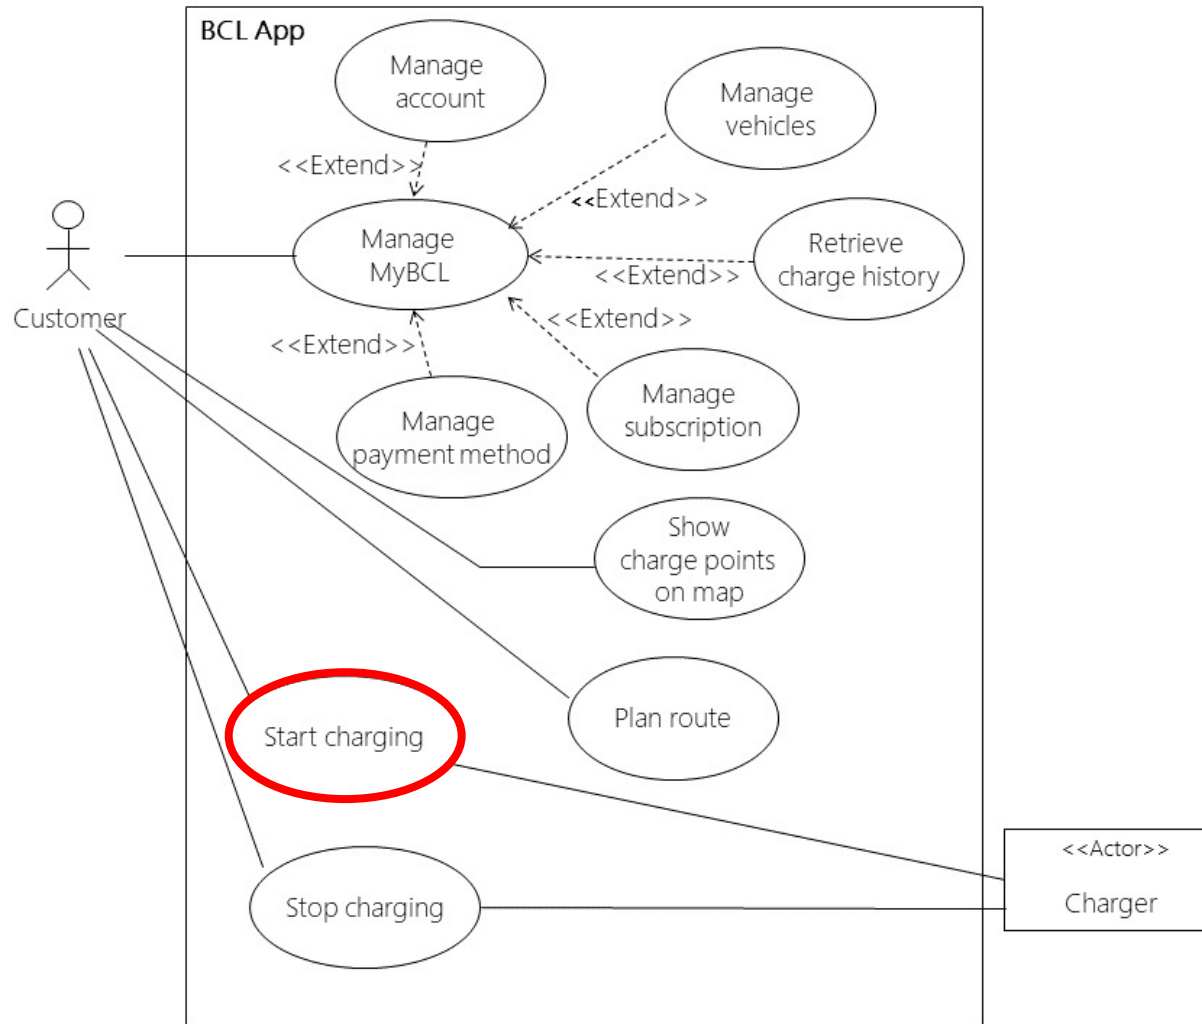 BCL App
Manage
account
Manage
vehicles
<<Extend>>
<<Extend>>
Manage
MyBCL
Retrieve
charge history
<<Extend>>
Customer
<<Extend>>
<<Extend>>
Manage
payment method
Manage
subscription
Show
charge points
on map
Start charging
Plan route
<<Actor>>
Charger
Stop charging